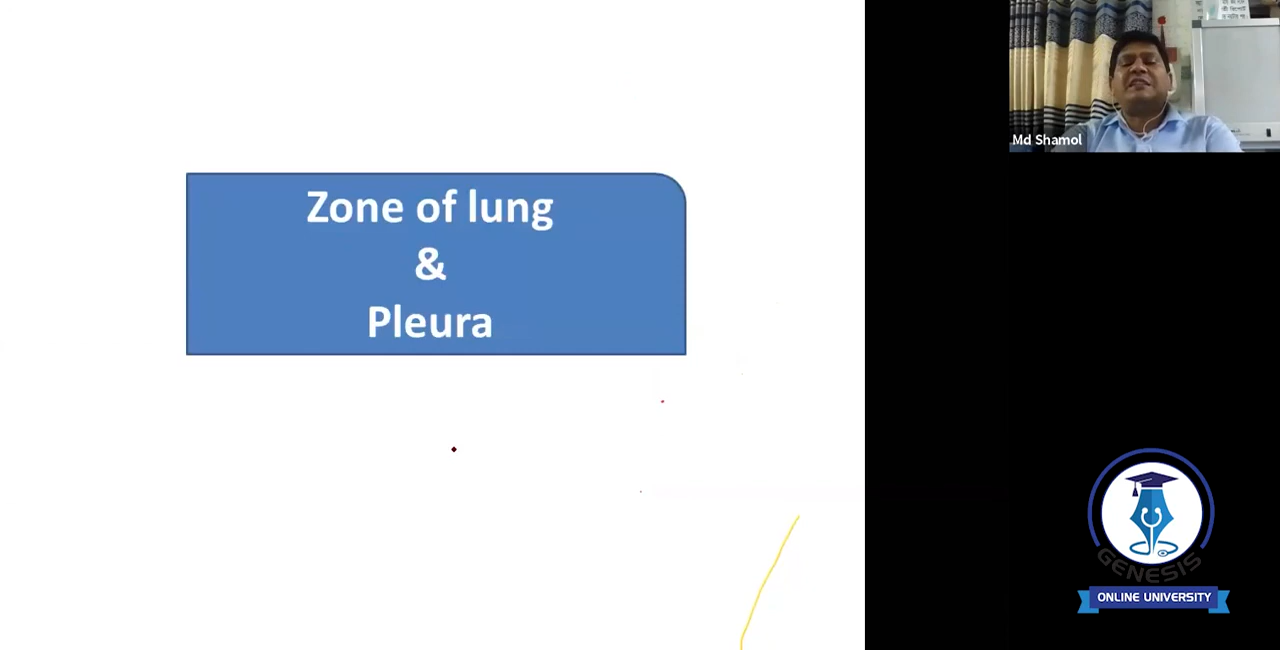 Zone of lung
&
Pleura
Md Shamol
GENESIS
ONLINE UNIVERSITY